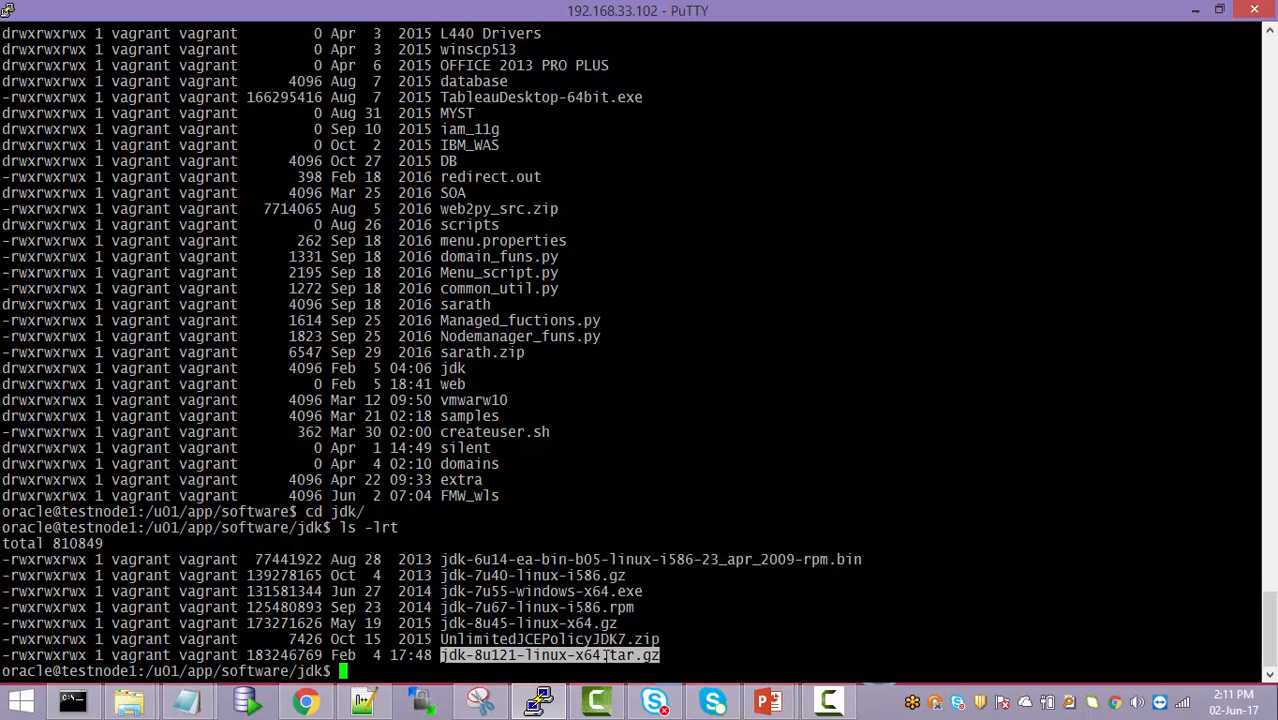 192.168.33.102 - PuTTY
drwxrwxrwx 1 vagrant vagrant 0 Apr 3 2015 L440 Drivers
drwxrwxrwx 1 vagrant vagrant 0 Apr 3 2015 winscp513
drwxrwxrwx 1 vagrant vagrant 0 Apr 6 2015 OFFICE 2013 PRO PLUS
drwxrwxrwx 1 vagrant vagrant 4096 Aug 7 2015 database
-rwxrwxrwx 1 vagrant vagrant 166295416 Aug 7 2015 TableauDesktop-64bit.exe
drwxrwxrwx 1 vagrant vagrant 0 Aug 31 2015 MYST
drwxrwxrwx 1 vagrant vagrant 0 Sep 10 2015 iam_11g
drwxrwxrwx 1 vagrant vagrant 0 Oct 2 2015 IBM_WAS
drwxrwxrwx 1 vagrant vagrant 4096 Oct 27 2015 DB
-rwxrwxrwx 1 vagrant vagrant 398 Feb 18 2016 redirect.out
drwxrwxrwx 1 vagrant vagrant 4096 Mar 25 2016 SOA
-rwxrwxrwx 1 vagrant vagrant 7714065 Aug 5 2016 web2py_src.zip
drwxrwxrwx 1 vagrant vagrant 0 Aug 26 2016 scripts
-rwxrwxrwx 1 vagrant vagrant 262 Sep 18 2016 menu.properties
-rwxrwxrwx 1 vagrant vagrant 1331 Sep 18 2016 domain_funs.py
-rwxrwxrwx 1 vagrant vagrant 2195 Sep 18 2016 Menu_script.py
-rwxrwxrwx 1 vagrant vagrant 1272 Sep 18 2016 common_util.py
drwxrwxrwx 1 vagrant vagrant 4096 Sep 18 2016 sarath
-rwxrwxrwx 1 vagrant vagrant 1614 Sep 25 2016 Managed_fuctions.py
-rwxrwxrwx 1 vagrant vagrant 1823 Sep 25 2016 Nodemanager_funs.py
-rwxrwxrwx 1 vagrant vagrant 6547 Sep 29 2016 sarath.zip
drwxrwxrwx 1 vagrant vagrant 4096 Feb 5 04:06 jdk
drwxrwxrwx 1 vagrant vagrant 0 Feb 5 18:41 web
drwxrwxrwx 1 vagrant vagrant 4096 Mar 12 09:50 vmwarw10
drwxrwxrwx 1 vagrant vagrant 4096 Mar 21 02:18 samples
-rwxrwxrwx 1 vagrant vagrant 362 Mar 30 02:00 createuser.sh
drwxrwxrwx 1 vagrant vagrant 0 Apr 1 14:49 silent
drwxrwxrwx 1 vagrant vagrant 0 Apr 4 02:10 domains
drwxrwxrwx 1 vagrant vagrant 4096 Apr 22 09:33 extra
drwxrwxrwx 1 vagrant vagrant 4096 Jun 2 07:04 FMW_wls
oracle@testnode1:/u01/app/software$ cd jdk/
oracle@testnode1:/u01/app/software/jdk$ ls -lrt
total 810849
-rwxrwxrwx 1 vagrant vagrant 77441922 Aug 28 2013 jdk-6u14-ea-bin-b05-linux-i586-23_apr_2009-rpm.bin
-rwxrwxrwx 1 vagrant vagrant 139278165 Oct 4 2013 jdk-7u40-linux-i586.gz
-rwxrwxrwx 1 vagrant vagrant 131581344 Jun 27 2014 jdk-7u55-windows-x64.exe
-rwxrwxrwx 1 vagrant vagrant 125480893 Sep 23 2014 jdk-7u67-linux-i586.rpm
-rwxrwxrwx 1 vagrant vagrant 173271626 May 19 2015 jdk-8u45-linux-x64.gz
-rwxrwxrwx 1 vagrant vagrant 7426 Oct 15 2015 UnlimitedJCEPolicyJDK7.zip
-rwxrwxrwx 1 vagrant vagrant 183246769 Feb 4 17:48 jdk-8u121-linux-x64.tar.gz
oracle@testnode1:/u01/app/software/jdk$
2:11 PM
02-Jun-17